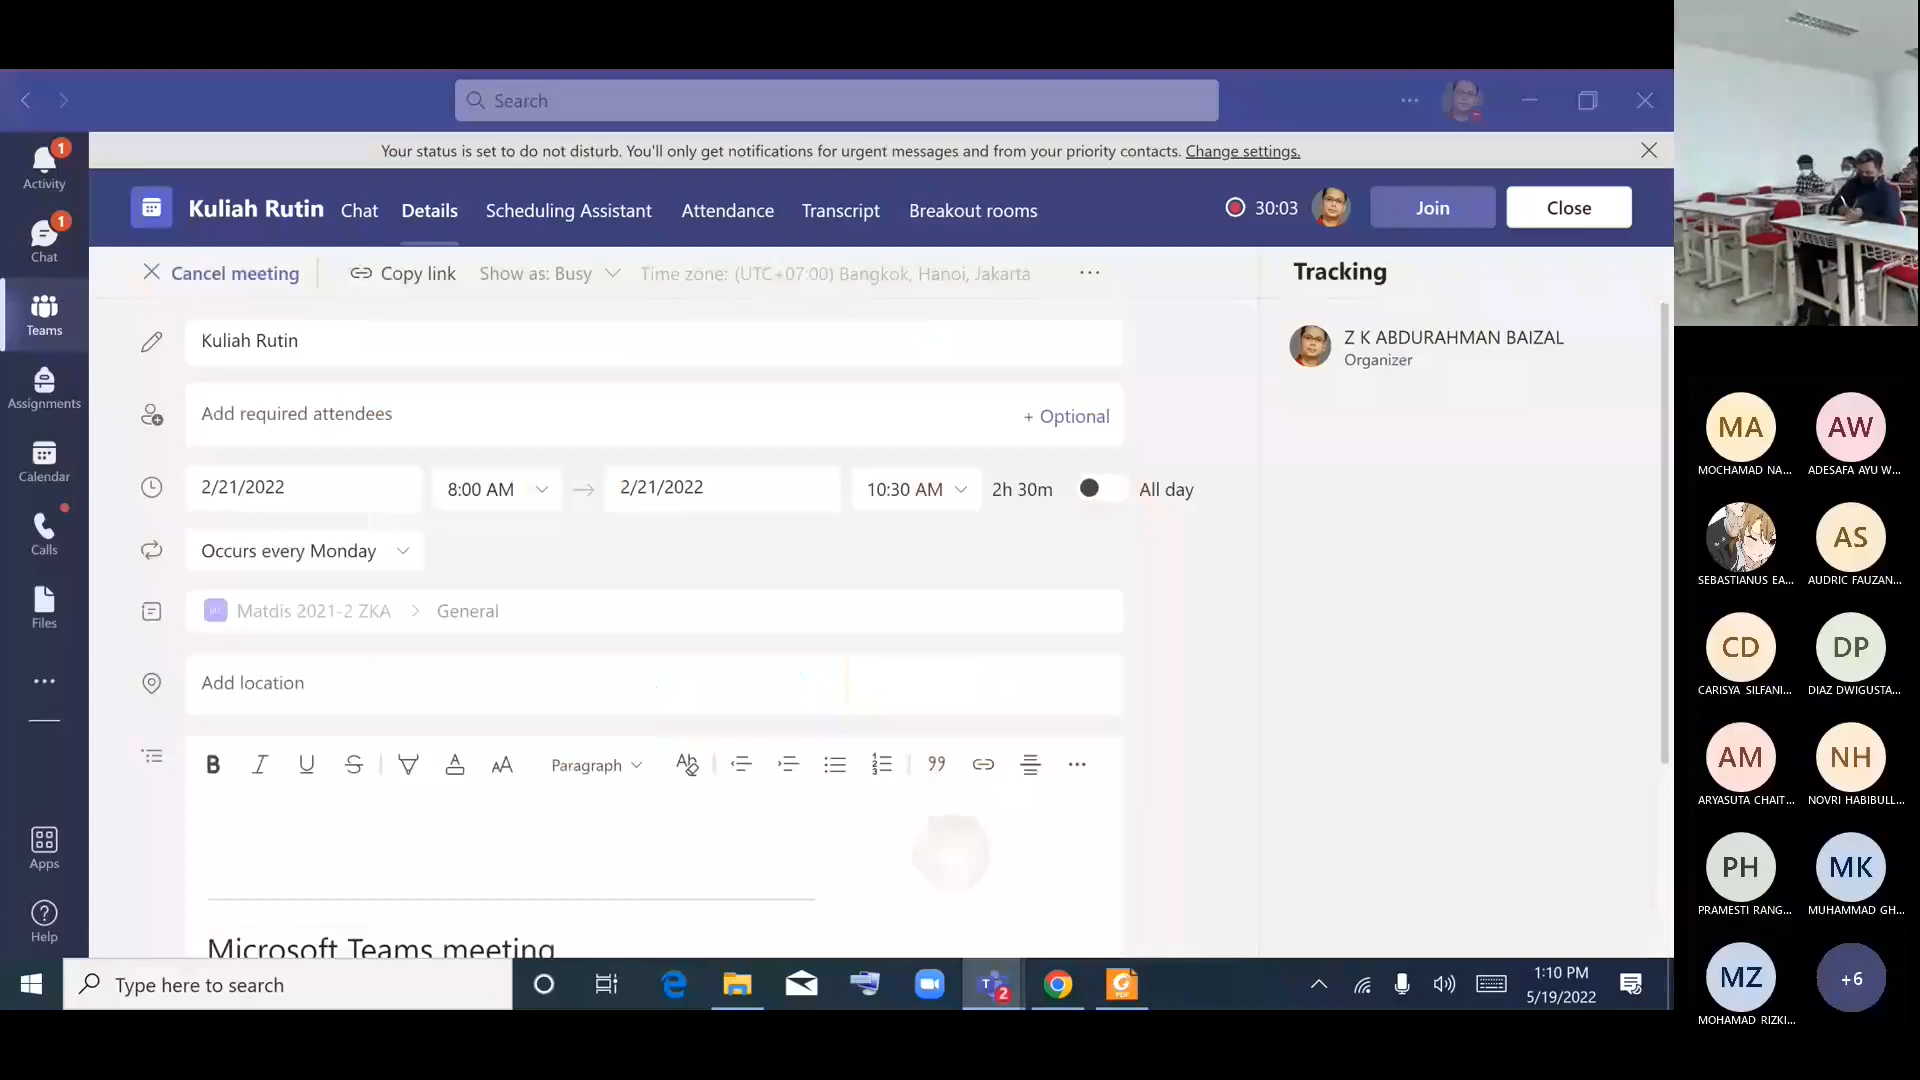 Search
Your status is set to do not disturb. You'll only get notifications for urgent messages and from your priority contacts. Change settings.
1
Activity
1
Chat
Teams
Assignments
Calendar
Calls
Files
Apps
Help
Kuliah Rutin Chat Details Scheduling Assistant Attendance Transcript Breakout rooms 30:03 Join Close
Cancel meeting Copy link Show as: Busy Time zone: (UTC+07:00) Bangkok, Hanoi, Jakarta
Kuliah Rutin
Add required attendees + Optional
2/21/2022 8:00 AM 2/21/2022 10:30 AM 2h 30m All day
Occurs every Monday
Matdis 2021-2 ZKA > General
Add location
B I U S A AA Paragraph
Microsoft Teams meeting
Tracking
Z K ABDURAHMAN BAIZAL
Organizer
Type here to search
2
PDF
1:10 PM
5/19/2022
MA AW
MOCHAMAD NA... ADESAFA AYU W...
AS
SEBASTIANUS EA... AUDRIC FAUZAN...
CD DP
CARISYA SILFANI... DIAZ DWIGUSTA...
AM NH
ARYASUTA CHAIT... NOVRI HABIBULL...
PH MK
PRAMESTI RANG... MUHAMMAD GH...
MZ +6
MOHAMAD RIZKI...